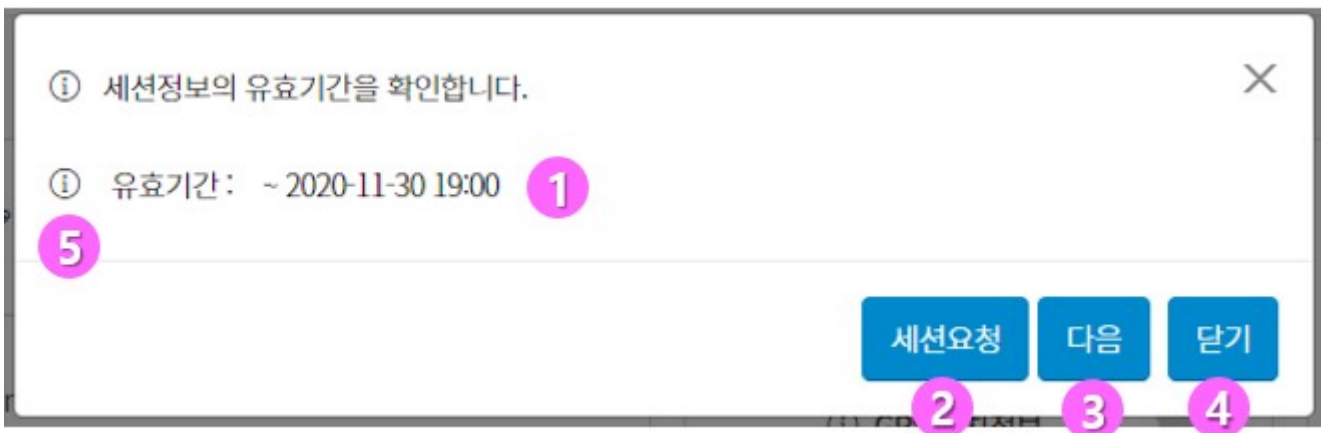 ⓘ 세션정보의 유효기간을 확인합니다.
ⓘ 유효기간 : ~ 2020-11-30 19:00 1
5
세션요청 다음 닫기
2 3 4